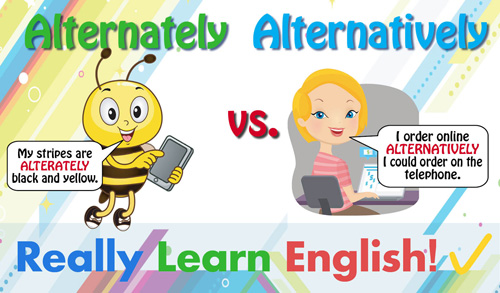 Alternately Alternatively
vs.
My stripes are
ALTERATELY
black and yellow.
I order online
ALTERNATIVELY
I could order on the
telephone.
Really Learn English!